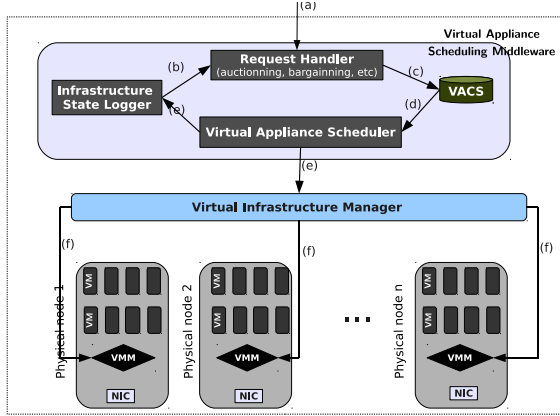 (a)
Virtual Appliance
Scheduling Middleware
Request Handler
(auctionning, bargainning, etc)
(b)
(c)
Infrastructure
State Logger
VACS
(e)
(d)
Virtual Appliance Scheduler
(e)
Virtual Infrastructure Manager
(f)
(f)
(f)
Physical node 1
VM
VM
VMM
NIC
Physical node 2
VM
VM
VMM
NIC
...
Physical node n
VM
VM
VMM
NIC